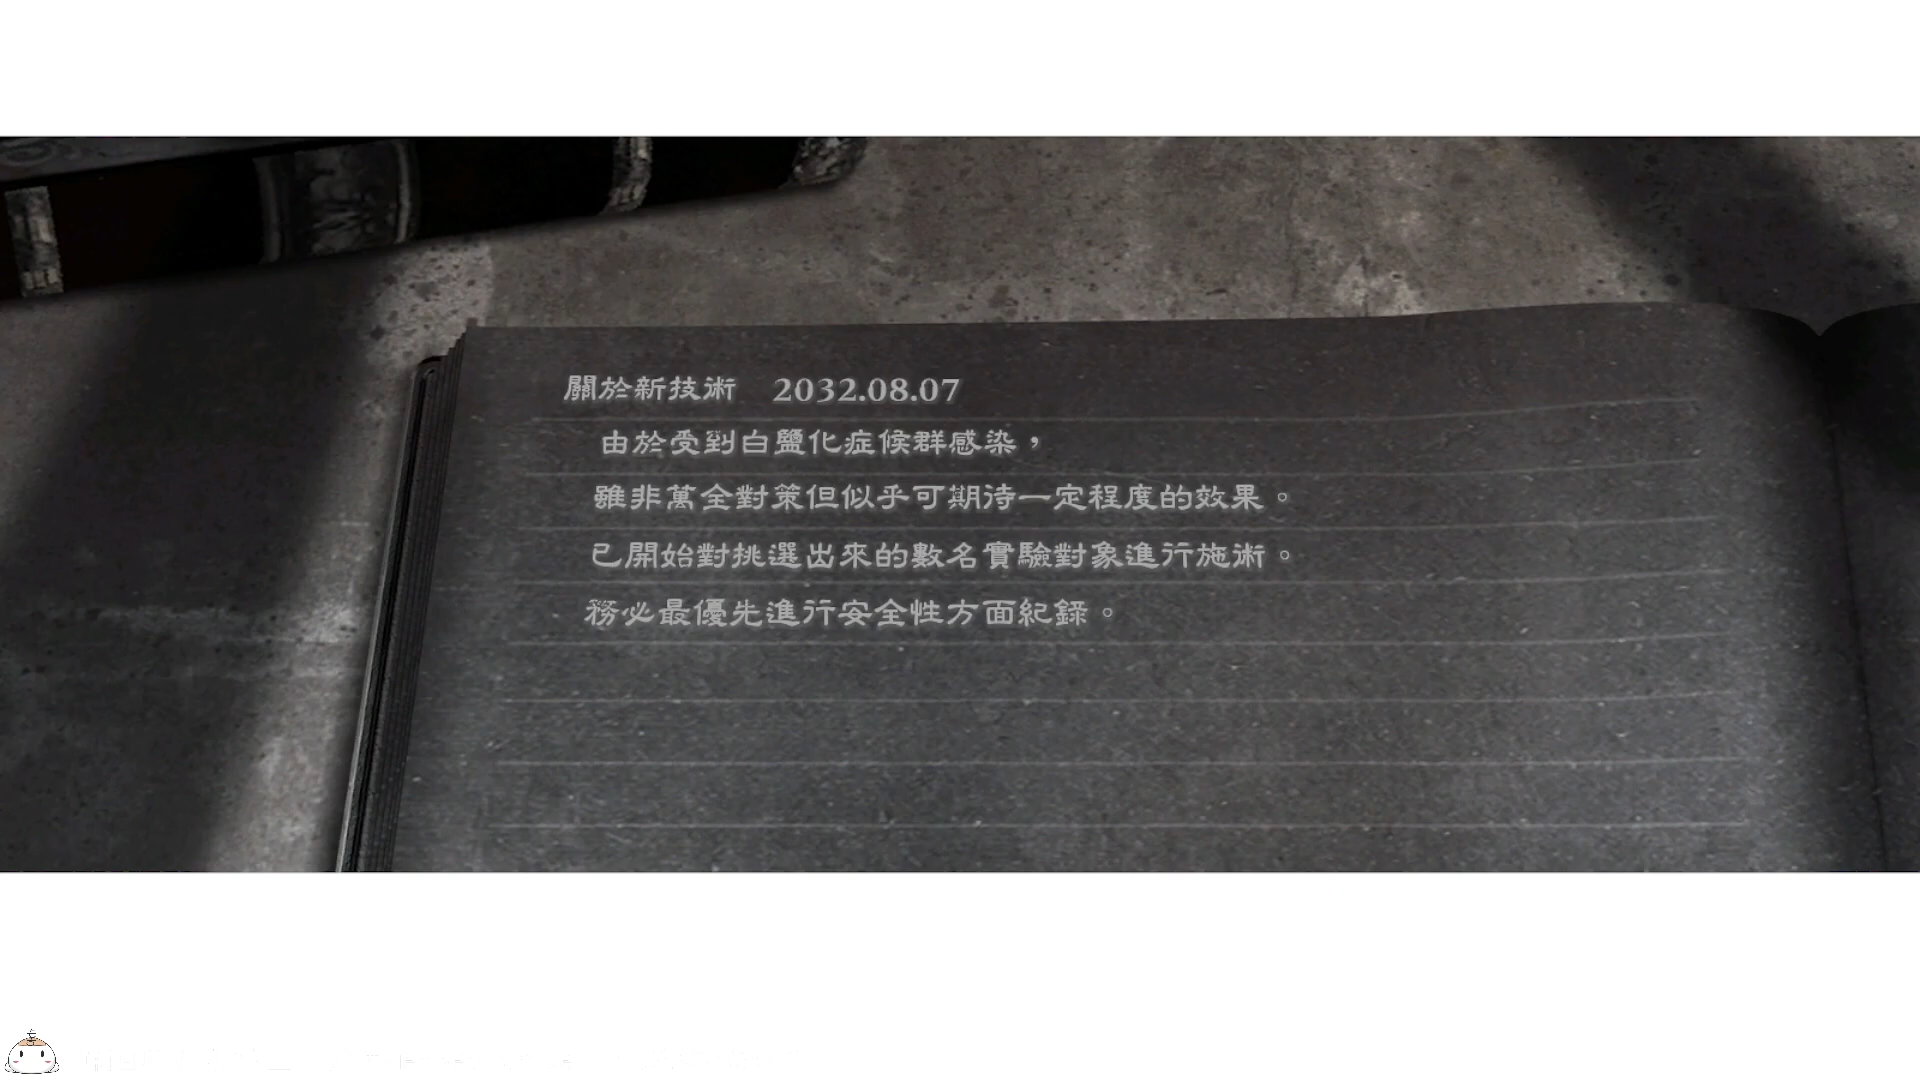 關於新技術　2032.08.07
由於受到白鹽化症候群感染，
雖非萬全對策但似乎可期待一定程度的效果。
已開始對挑選出來的數名實驗對象進行施術。
務必最優先進行安全性方面紀錄。